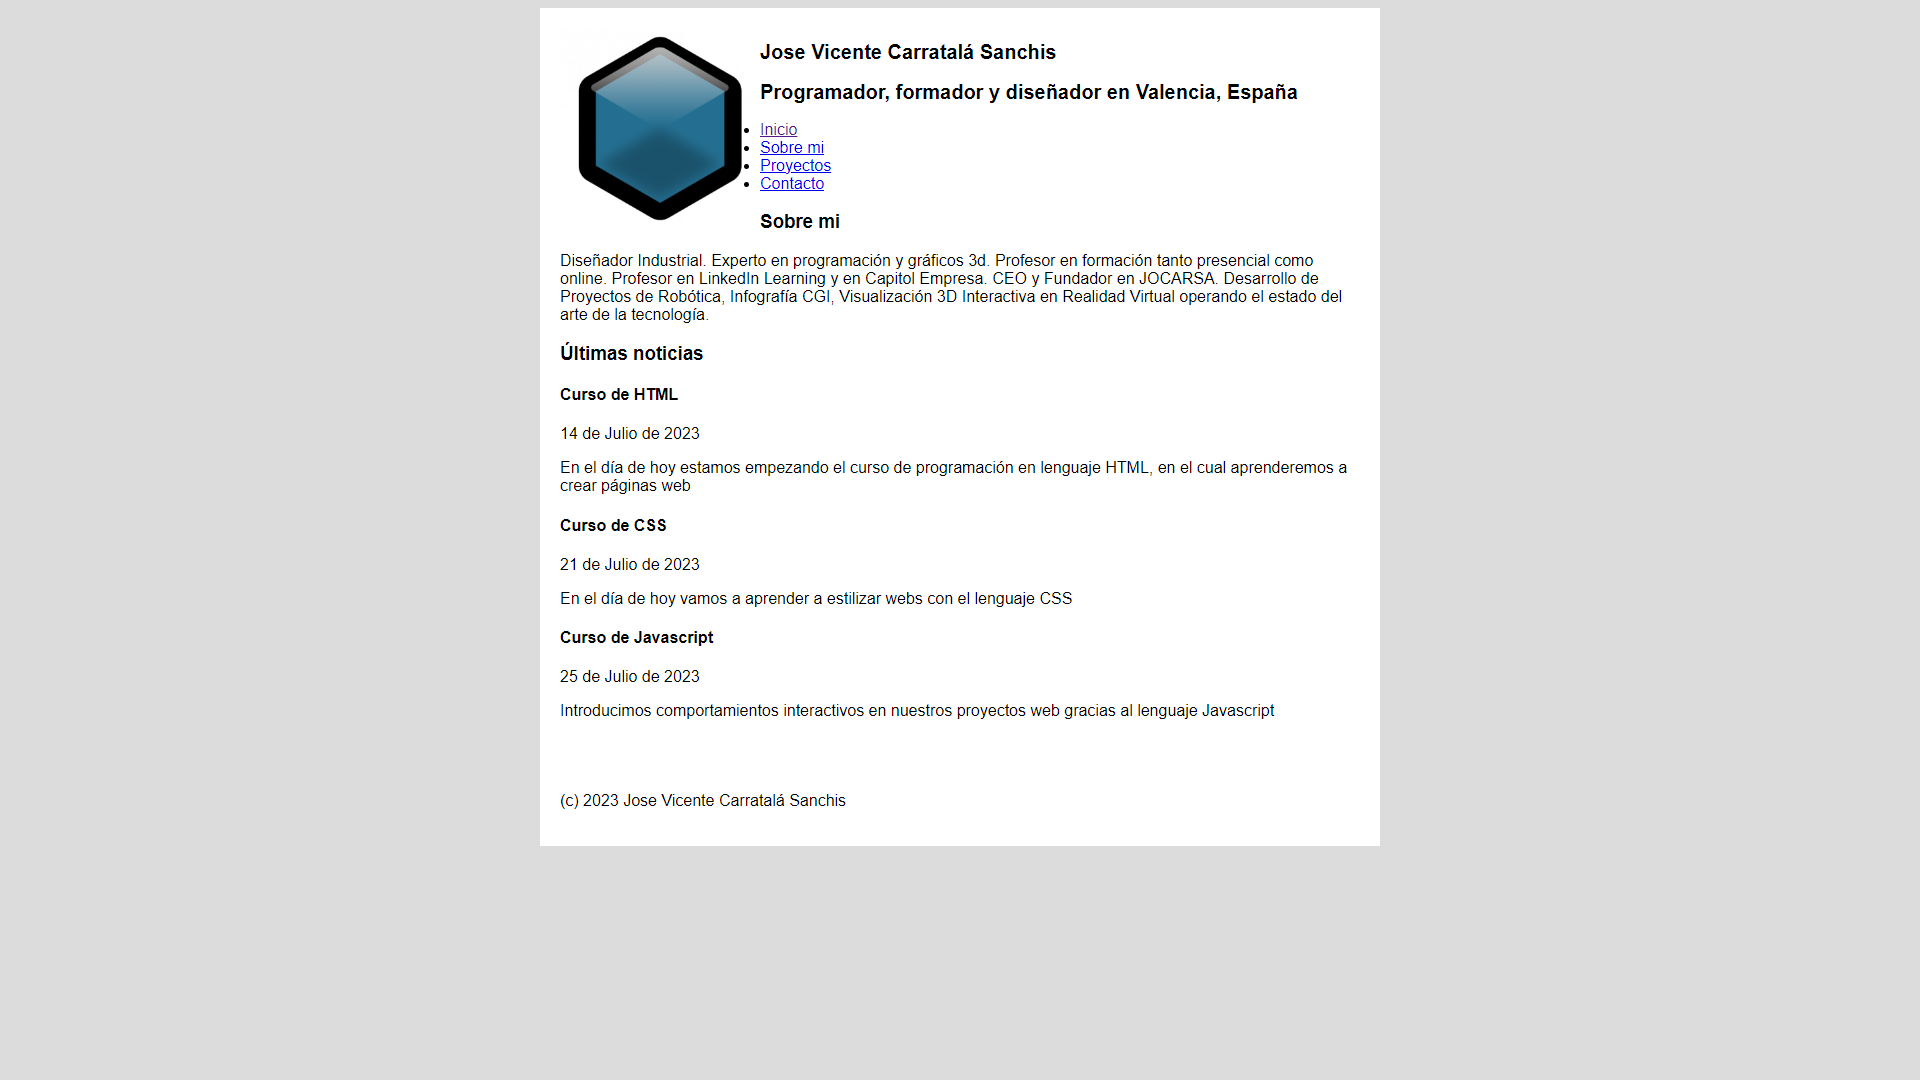 Jose Vicente Carratalá Sanchis
Programador, formador y diseñador en Valencia, España
Inicio
Sobre mi
Proyectos
Contacto
Sobre mi
Diseñador Industrial. Experto en programación y gráficos 3d. Profesor en formación tanto presencial como
online. Profesor en LinkedIn Learning y en Capitol Empresa. CEO y Fundador en JOCARSA. Desarrollo de
Proyectos de Robótica, Infografía CGI, Visualización 3D Interactiva en Realidad Virtual operando el estado del
arte de la tecnología.
Últimas noticias
Curso de HTML
14 de Julio de 2023
En el día de hoy estamos empezando el curso de programación en lenguaje HTML, en el cual aprenderemos a
crear páginas web
Curso de CSS
21 de Julio de 2023
En el día de hoy vamos a aprender a estilizar webs con el lenguaje CSS
Curso de Javascript
25 de Julio de 2023
Introducimos comportamientos interactivos en nuestros proyectos web gracias al lenguaje Javascript
(c) 2023 Jose Vicente Carratalá Sanchis